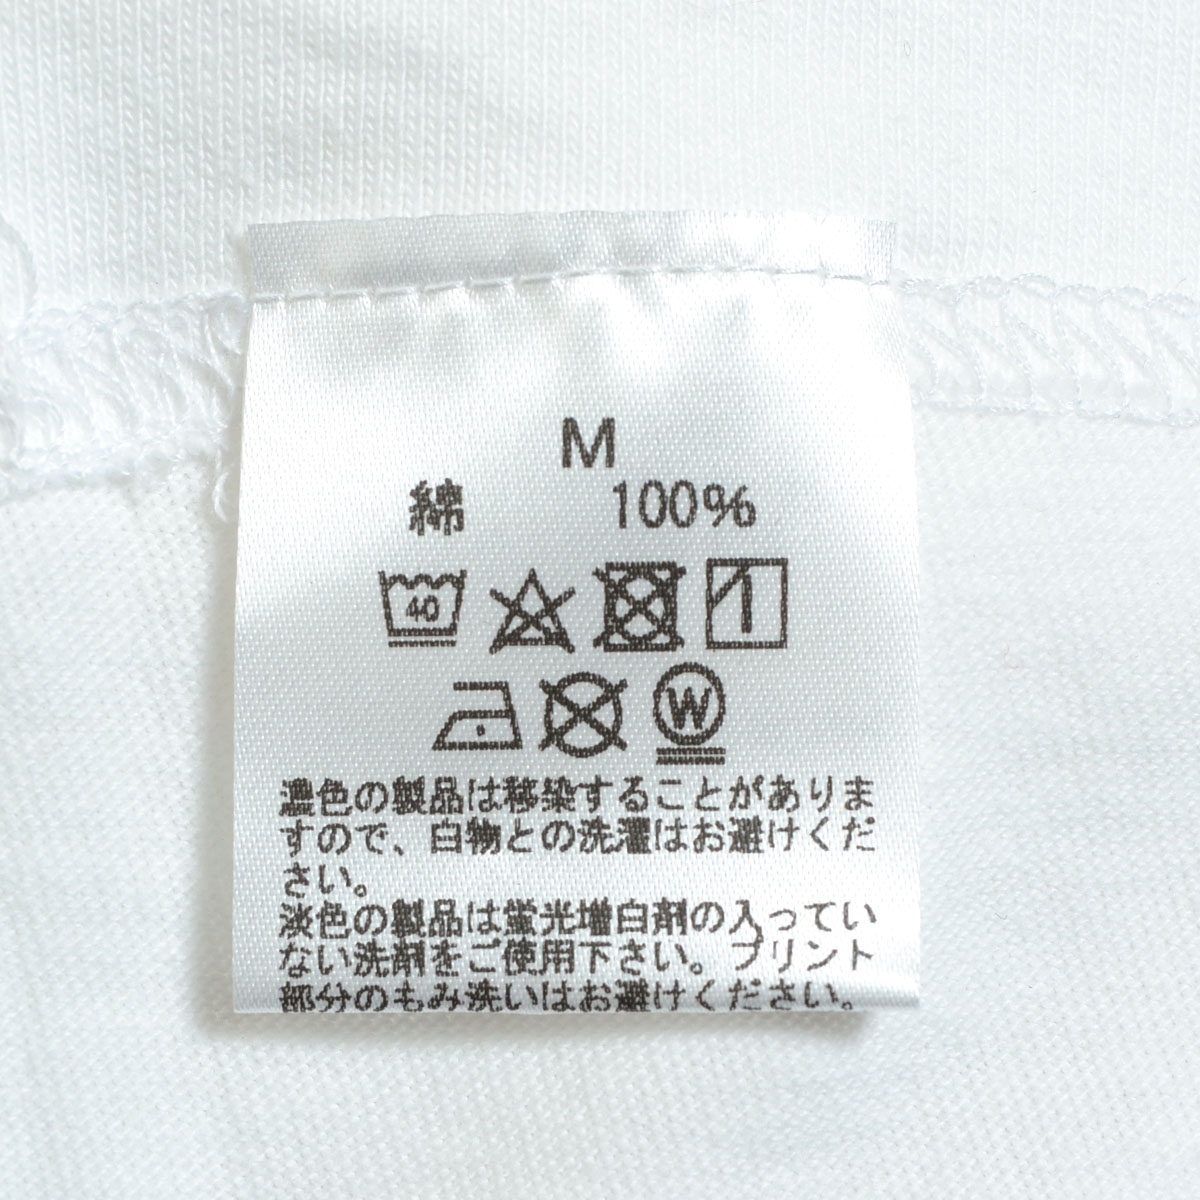 M
綿 100%
40
W
濃色の製品は移染することがありま
すので、白物との洗濯はお避けくだ
さい。
淡色の製品は蛍光増白剤の入ってい
ない洗剤をご使用下さい。プリント
部分のもみ洗いはお避けください。